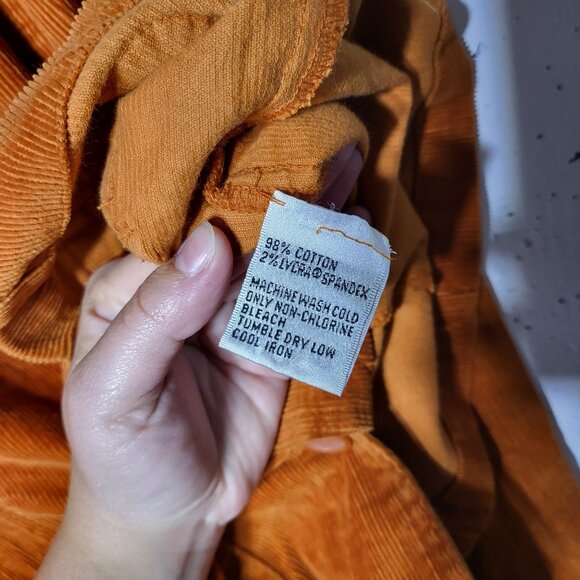 98% COTTON
2% LYCRA® SPANDEX
MACHINE WASH COLD
ONLY NON-CHLORINE
BLEACH
TUMBLE DRY LOW
COOL IRON